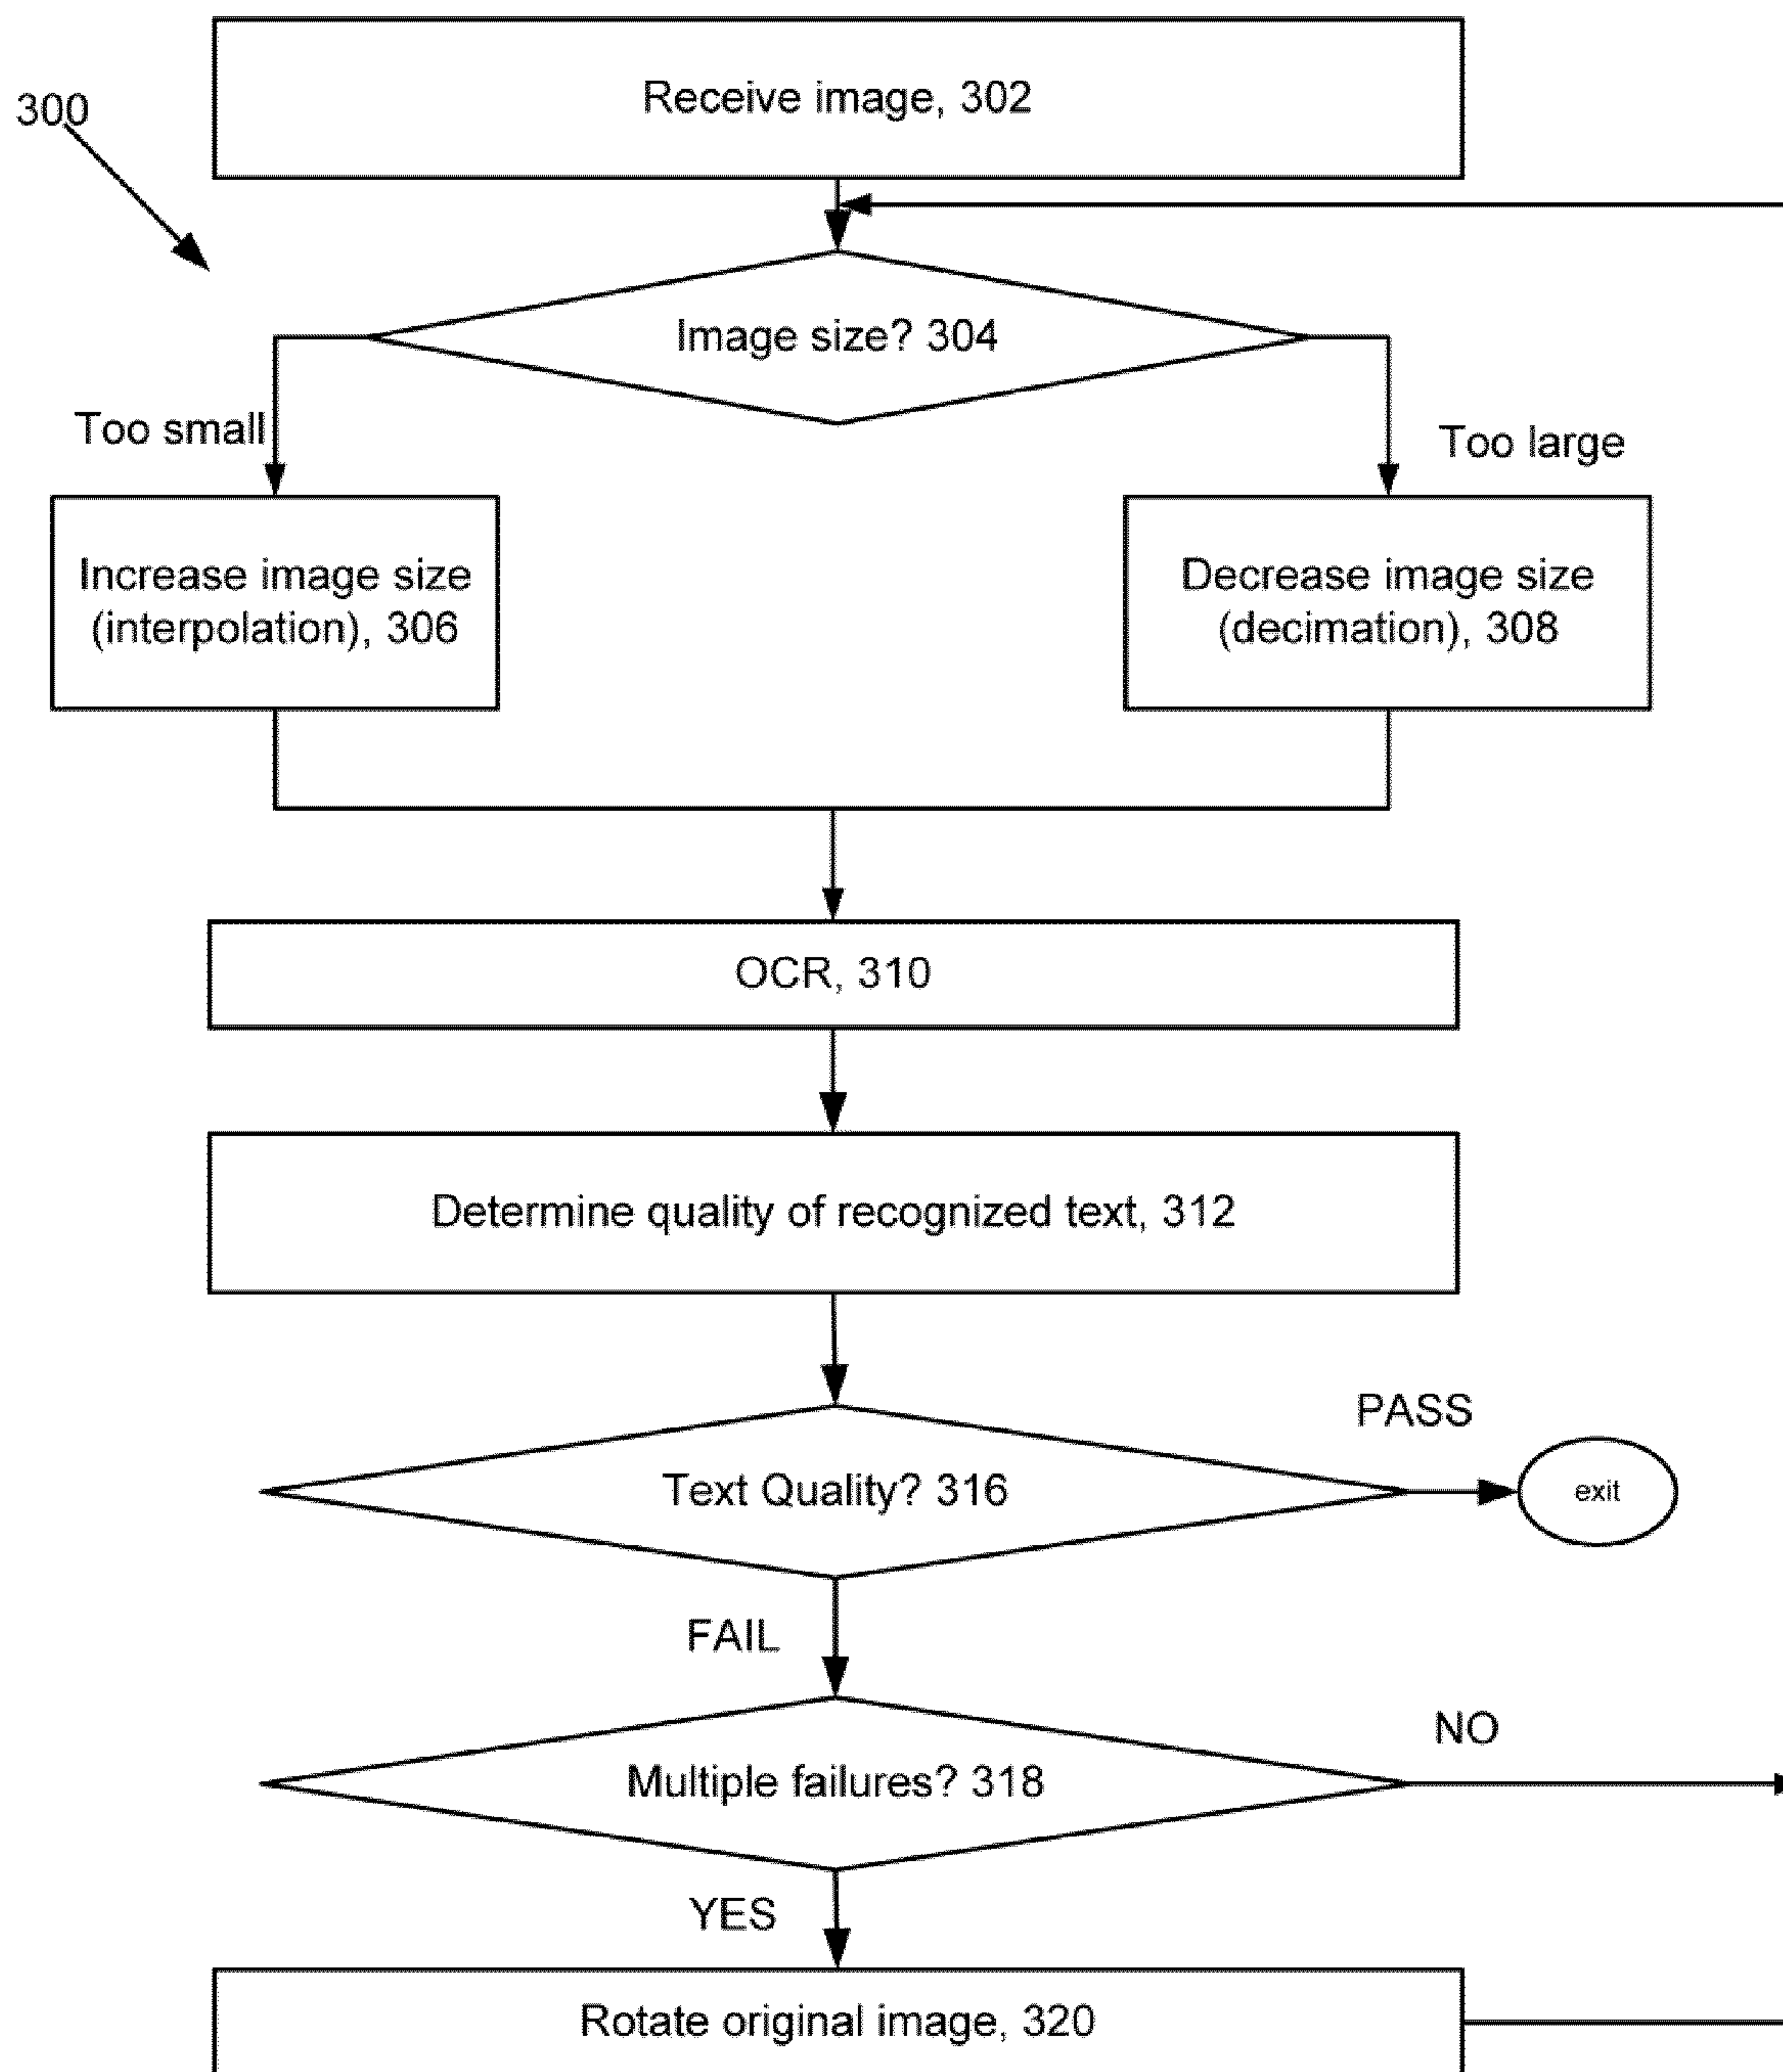 Receive image, 302
300
Image size? 304
Too small
Too large
Increase image size
(interpolation), 306
Decrease image size
(decimation), 308
OCR, 310
Determine quality of recognized text, 312
PASS
Text Quality? 316
exit
FAIL
NO
Multiple failures? 318
YES
Rotate original image, 320